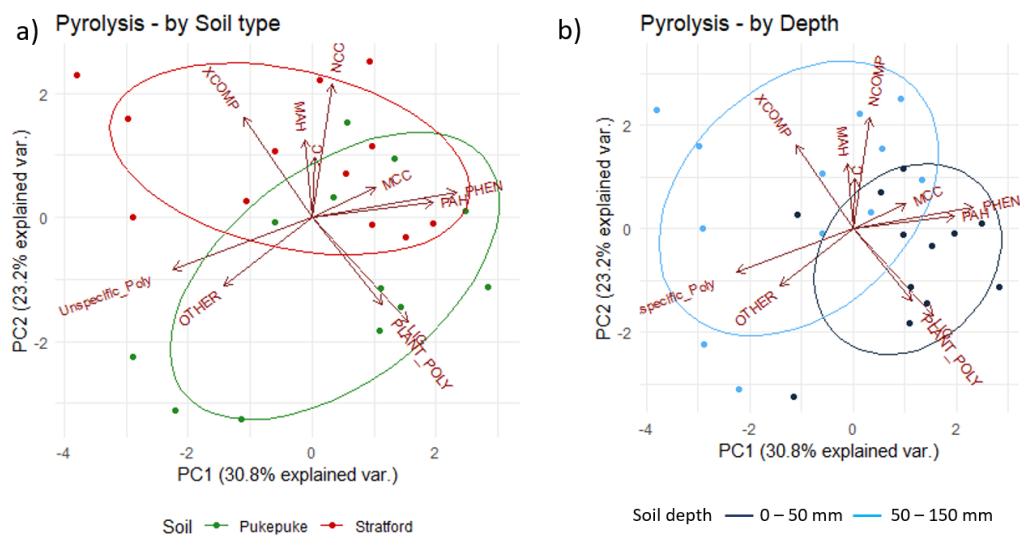 a)
Pyrolysis - by Soil type
XCOMP
NCC
MAH
C
MCC
PHEN
PAH
Unspecific_Poly
OTHER
LIG
PLANT_POLY
2
0
-2
PC2 (23.2% explained var.)
-4
-2
0
2
PC1 (30.8% explained var.)
Soil
Pukepuke
Stratford
b)
Pyrolysis - by Depth
XCOMP
NCOMP
MAH
C
MCC
PHEN
PAH
specific_Poly
OTHER
LIG
PLANT_POLY
2
0
-2
PC2 (23.2% explained var.)
-4
-2
0
2
PC1 (30.8% explained var.)
Soil depth
0 – 50 mm
50 – 150 mm